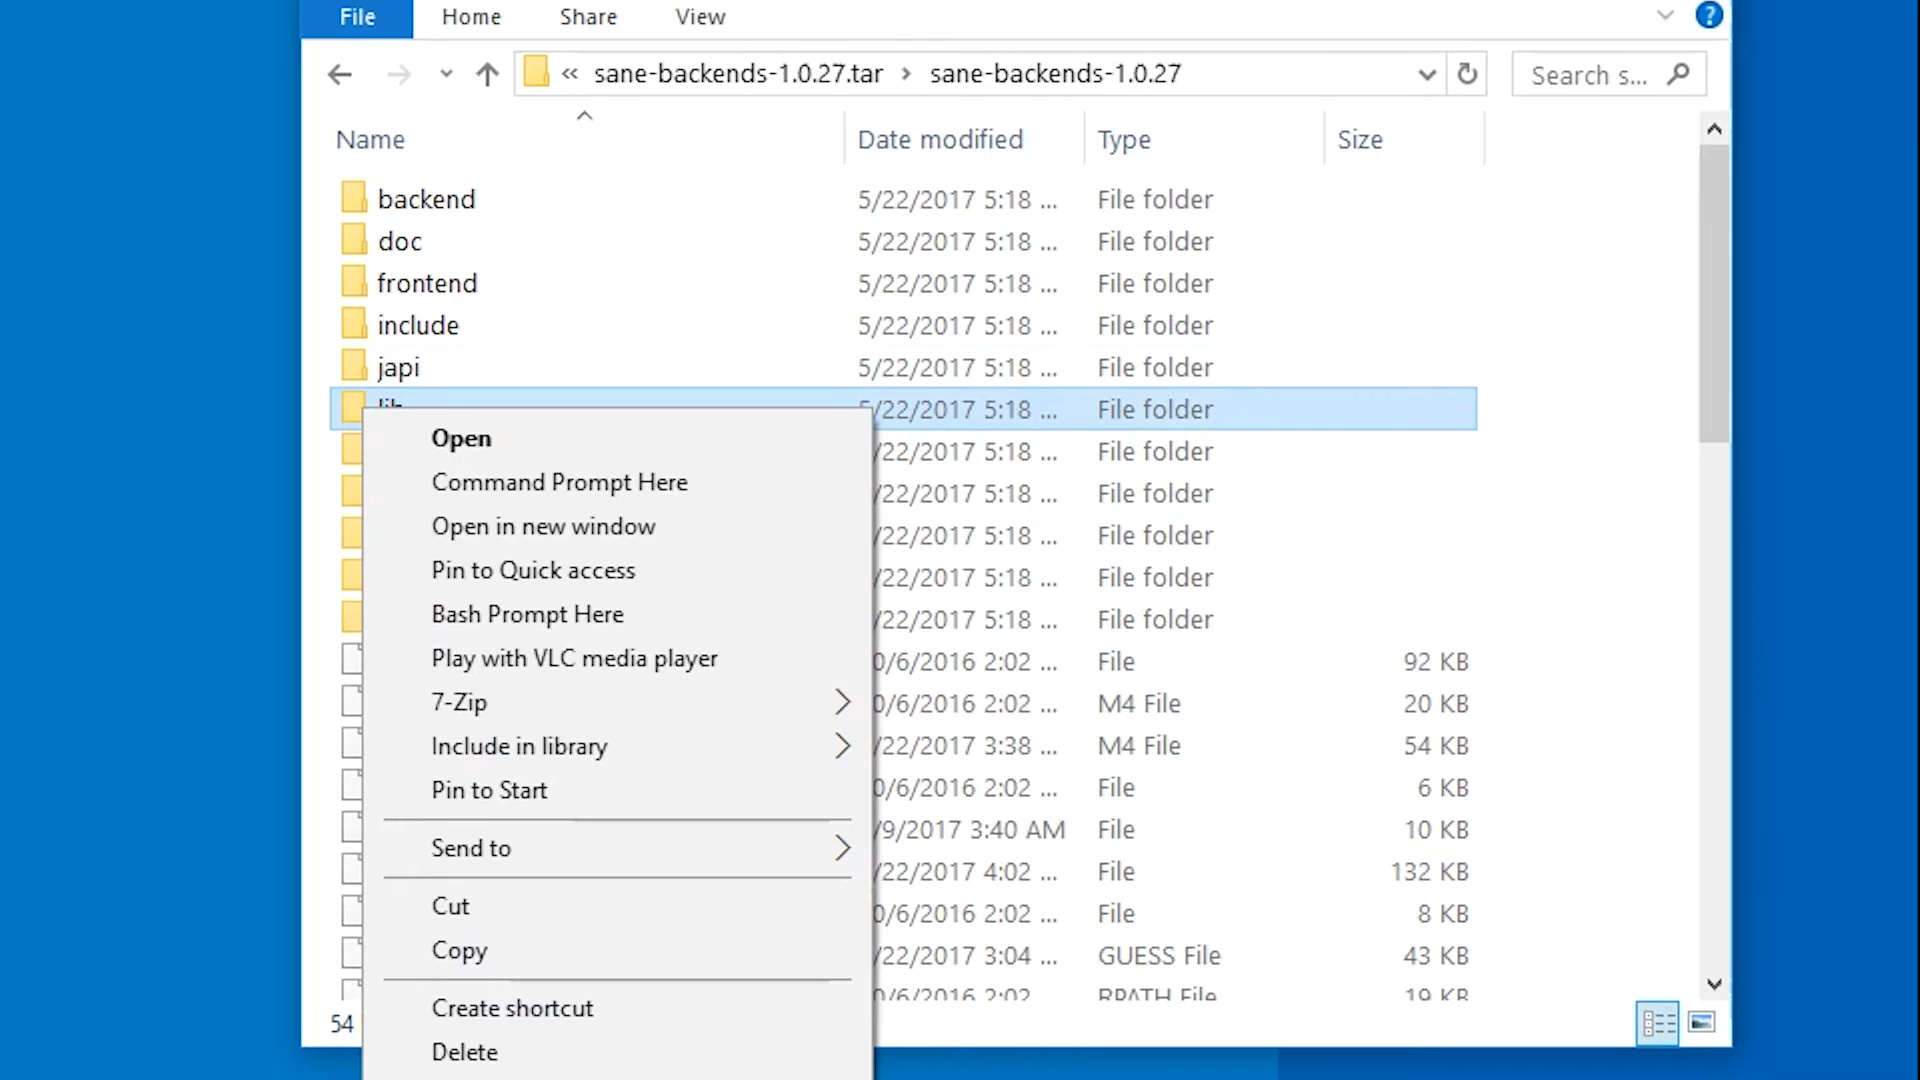 File Home Share View ?
« sane-backends-1.0.27.tar › sane-backends-1.0.27 Search s...
Name Date modified Type Size
backend 5/22/2017 5:18 ... File folder
doc 5/22/2017 5:18 ... File folder
frontend 5/22/2017 5:18 ... File folder
include 5/22/2017 5:18 ... File folder
japi 5/22/2017 5:18 ... File folder
lib 5/22/2017 5:18 ... File folder
Open
/22/2017 5:18 ... File folder
Command Prompt Here
/22/2017 5:18 ... File folder
Open in new window
/22/2017 5:18 ... File folder
Pin to Quick access
/22/2017 5:18 ... File folder
Bash Prompt Here
/22/2017 5:18 ... File folder
Play with VLC media player
0/6/2016 2:02 ... File 92 KB
7-Zip
0/6/2016 2:02 ... M4 File 20 KB
Include in library
/22/2017 3:38 ... M4 File 54 KB
Pin to Start
0/6/2016 2:02 ... File 6 KB
/9/2017 3:40 AM File 10 KB
Send to
/22/2017 4:02 ... File 132 KB
Cut
0/6/2016 2:02 ... File 8 KB
Copy
/22/2017 3:04 ... GUESS File 43 KB
0/6/2016 2:02 RPATH File 19 KB
Create shortcut
54
Delete